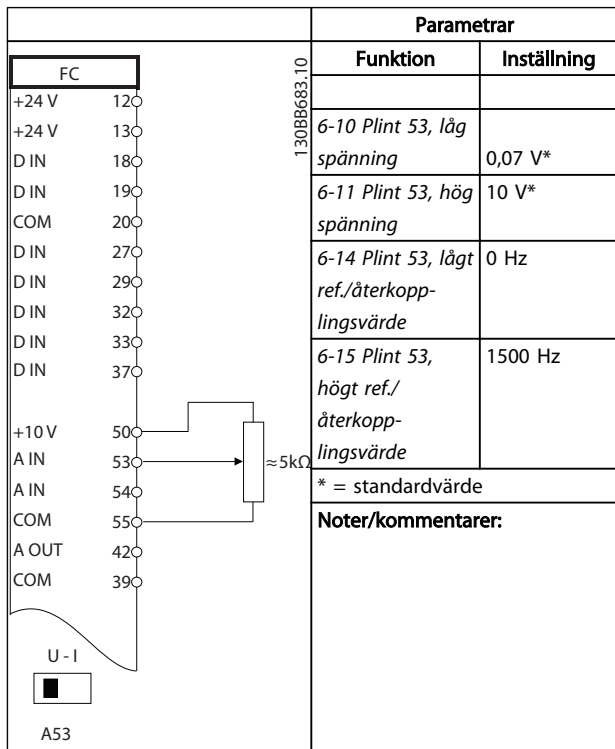 Parametrar
Funktion Inställning
FC
+24 V 12
+24 V 13
D IN 18
D IN 19
COM 20
D IN 27
D IN 29
D IN 32
D IN 33
D IN 37
+10 V 50
A IN 53
A IN 54
COM 55
A OUT 42
COM 39
≈5kΩ
U - I
A53
130BB683.10
6-10 Plint 53, låg
spänning 0,07 V*
6-11 Plint 53, hög 10 V*
spänning
6-14 Plint 53, lågt 0 Hz
ref./återkopp-
lingsvärde
6-15 Plint 53, 1500 Hz
högt ref./
återkopp-
lingsvärde
* = standardvärde
Noter/kommentarer: